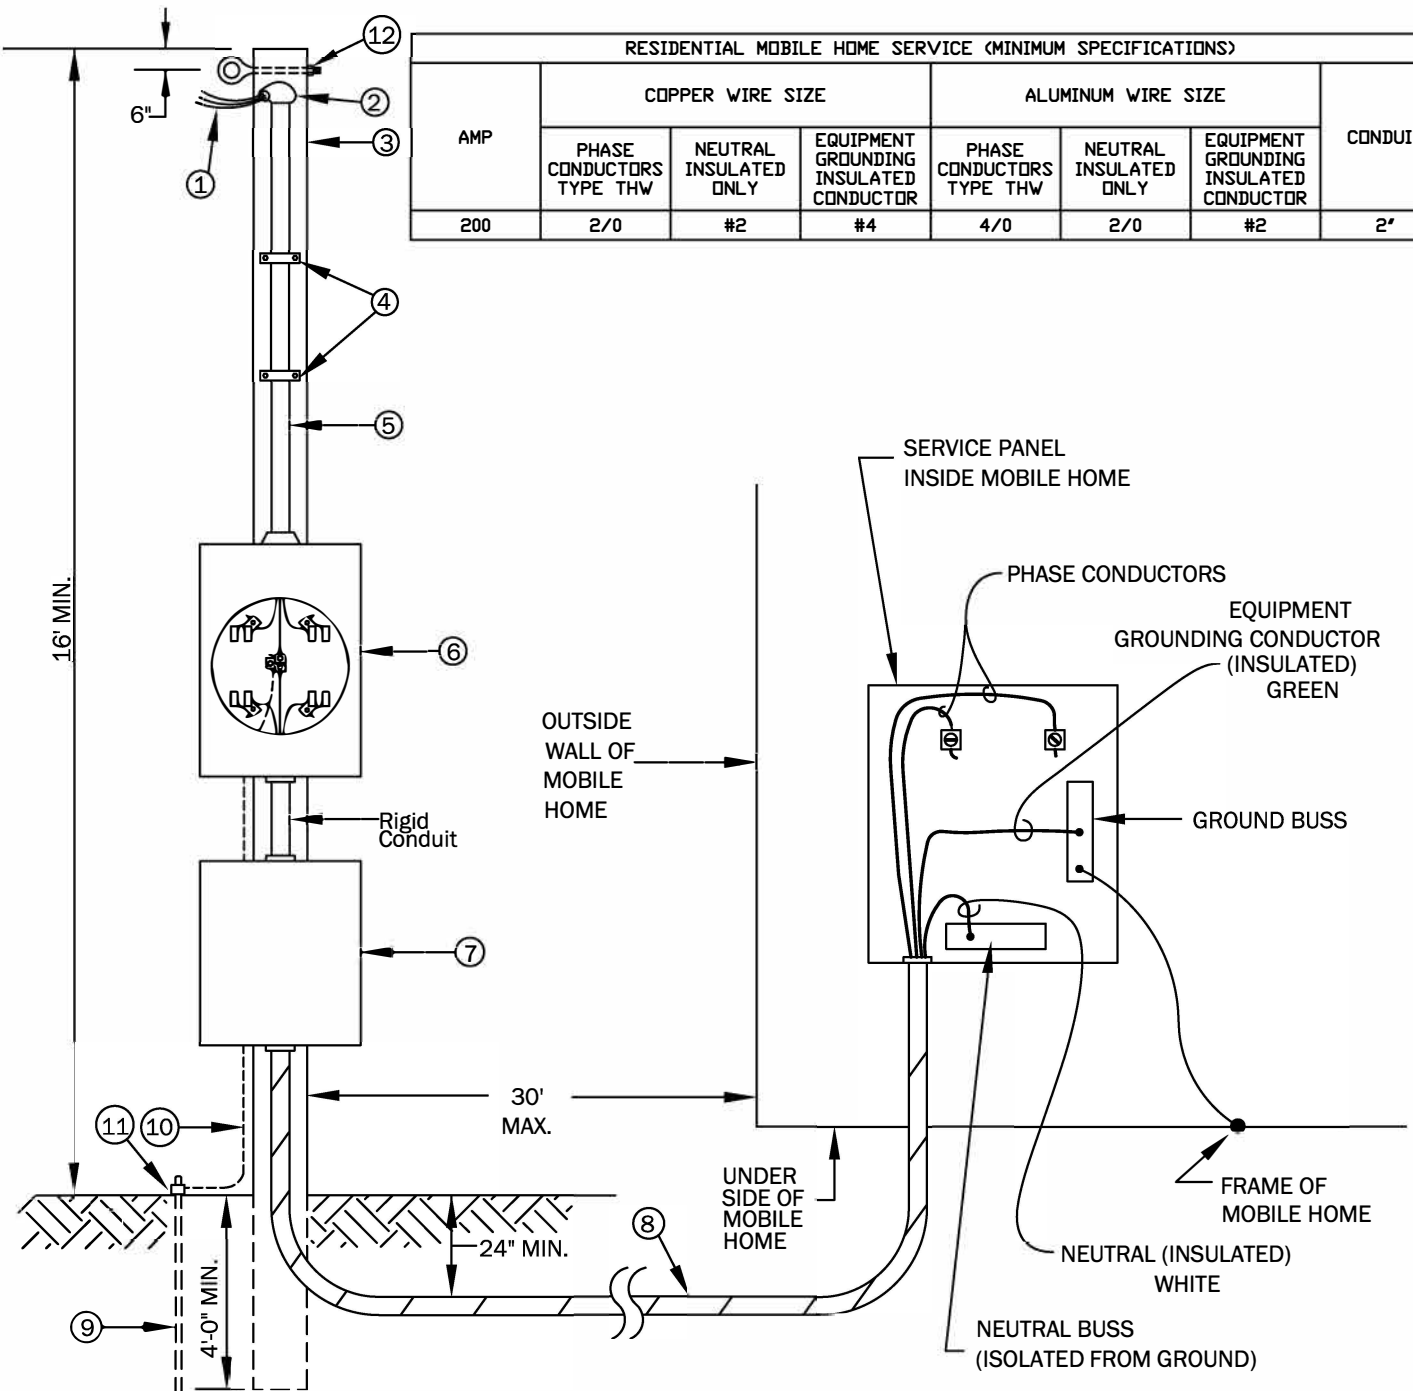 RESIDENTIAL MOBILE HOME SERVICE (MINIMUM SPECIFICATIONS)
AMP
COPPER WIRE SIZE
ALUMINUM WIRE SIZE
CONDUI
PHASE
CONDUCTORS
TYPE THW
NEUTRAL
INSULATED
ONLY
EQUIPMENT
GROUNDING
INSULATED
CONDUCTOR
PHASE
CONDUCTORS
TYPE THW
NEUTRAL
INSULATED
ONLY
EQUIPMENT
GROUNDING
INSULATED
CONDUCTOR
200 2/0 #2 #4 4/0 2/0 #2 2"
12
2
6"
3
1
4
5
16' MIN.
6
Rigid
Conduit
7
SERVICE PANEL
INSIDE MOBILE HOME
PHASE CONDUCTORS
EQUIPMENT
GROUNDING CONDUCTOR
(INSULATED)
GREEN
OUTSIDE
WALL OF
MOBILE
HOME
GROUND BUSS
30'
MAX.
11 10
UNDER
SIDE OF
MOBILE
HOME
FRAME OF
MOBILE HOME
8
24" MIN.
NEUTRAL (INSULATED)
WHITE
4'-0" MIN.
9
NEUTRAL BUSS
(ISOLATED FROM GROUND)